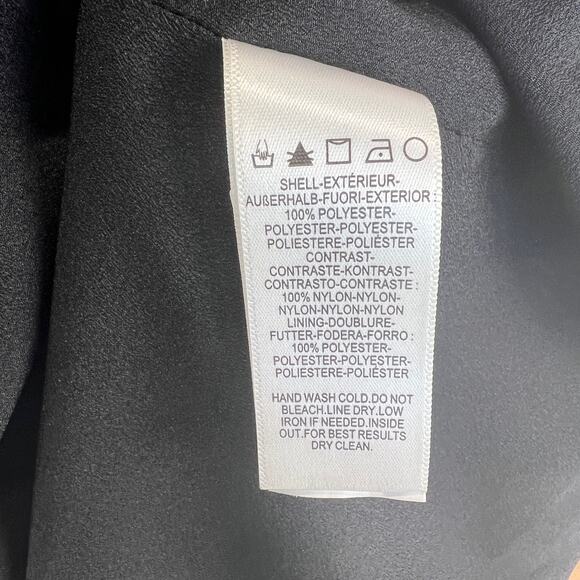 SHELL-EXTÉRIEUR-
AUßERHALB-FUORI-EXTERIOR :
100% POLYESTER-
POLYESTER-POLYESTER-
POLIESTERE-POLIÉSTER
CONTRAST-
CONTRASTE-KONTRAST-
CONTRASTO-CONTRASTE :
100% NYLON-NYLON-
NYLON-NYLON-NYLON
LINING-DOUBLURE-
FUTTER-FODERA-FORRO :
100% POLYESTER-
POLYESTER-POLYESTER-
POLIESTERE-POLIÉSTER
HAND WASH COLD.DO NOT
BLEACH.LINE DRY.LOW
IRON IF NEEDED.INSIDE
OUT.FOR BEST RESULTS
DRY CLEAN.